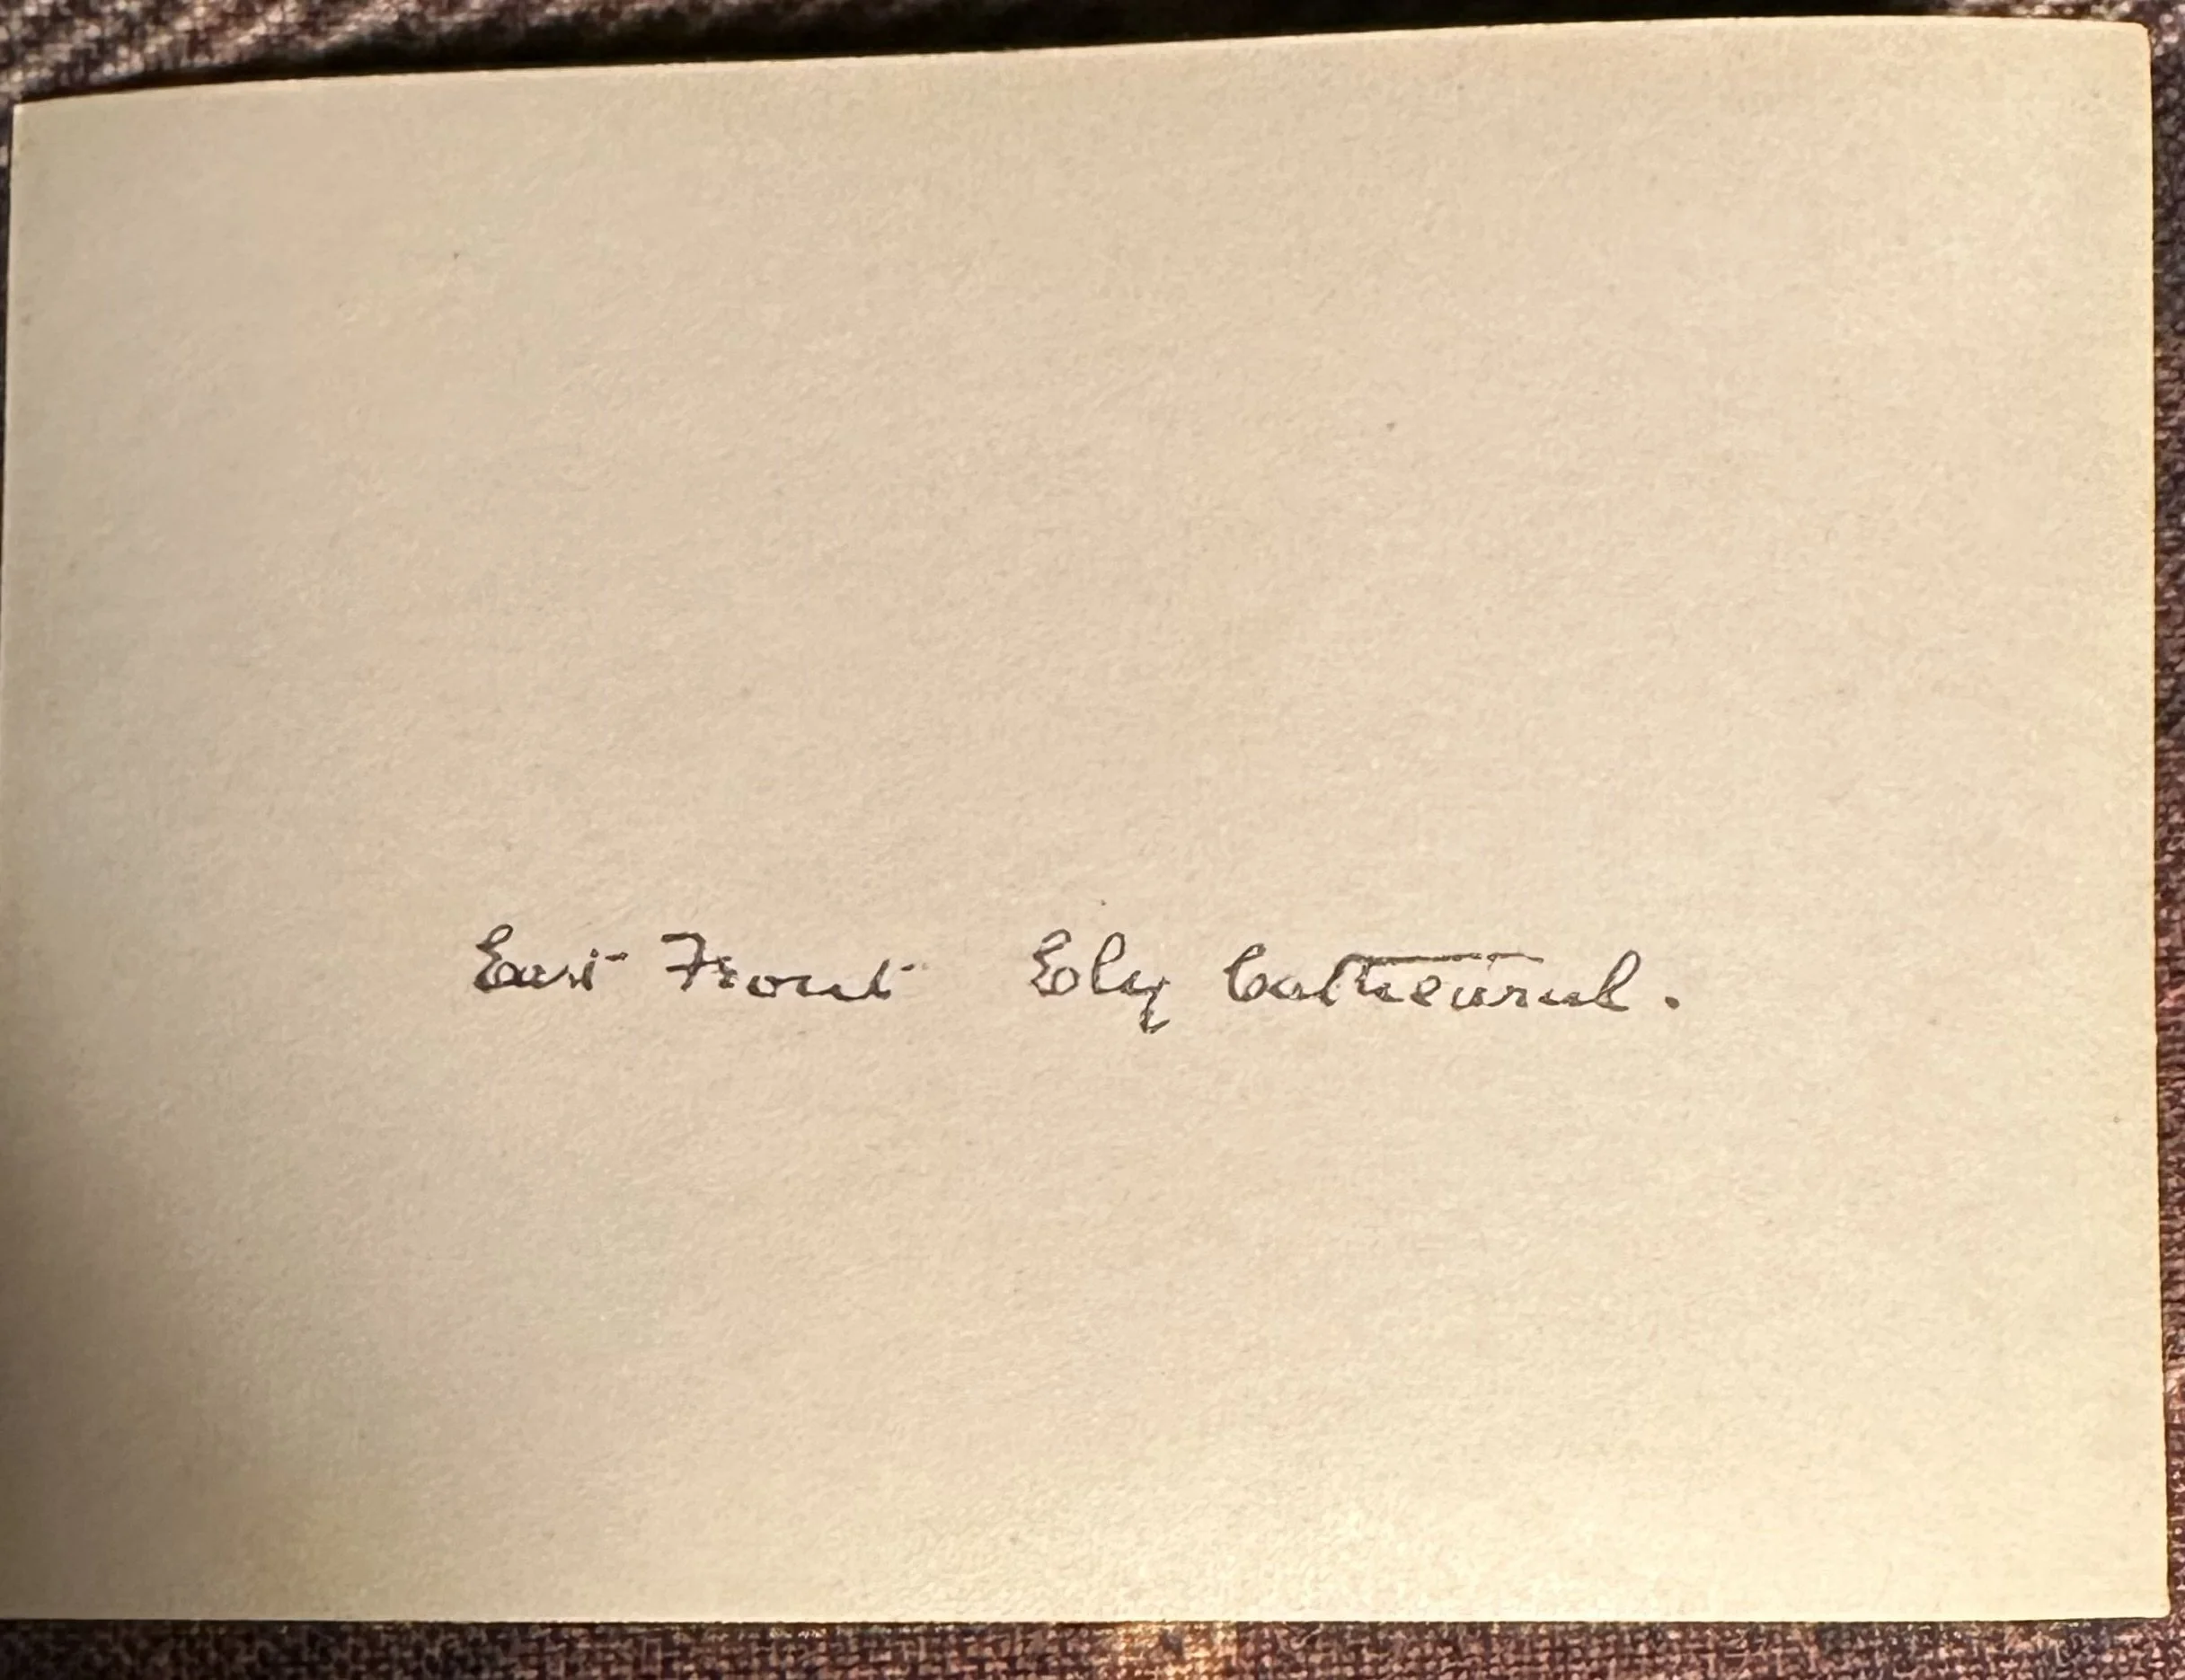 East Front Ely Cathedral.